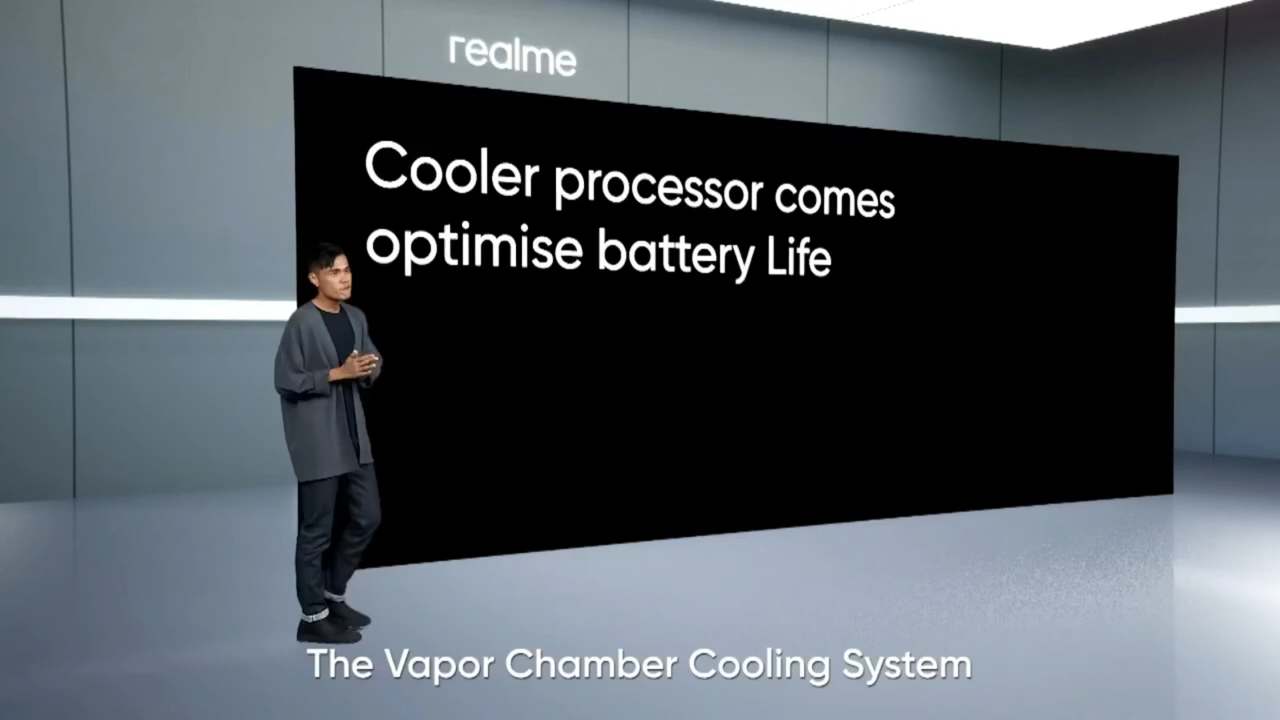 realme
Cooler processor comes
optimise battery Life
The Vapor Chamber Cooling System